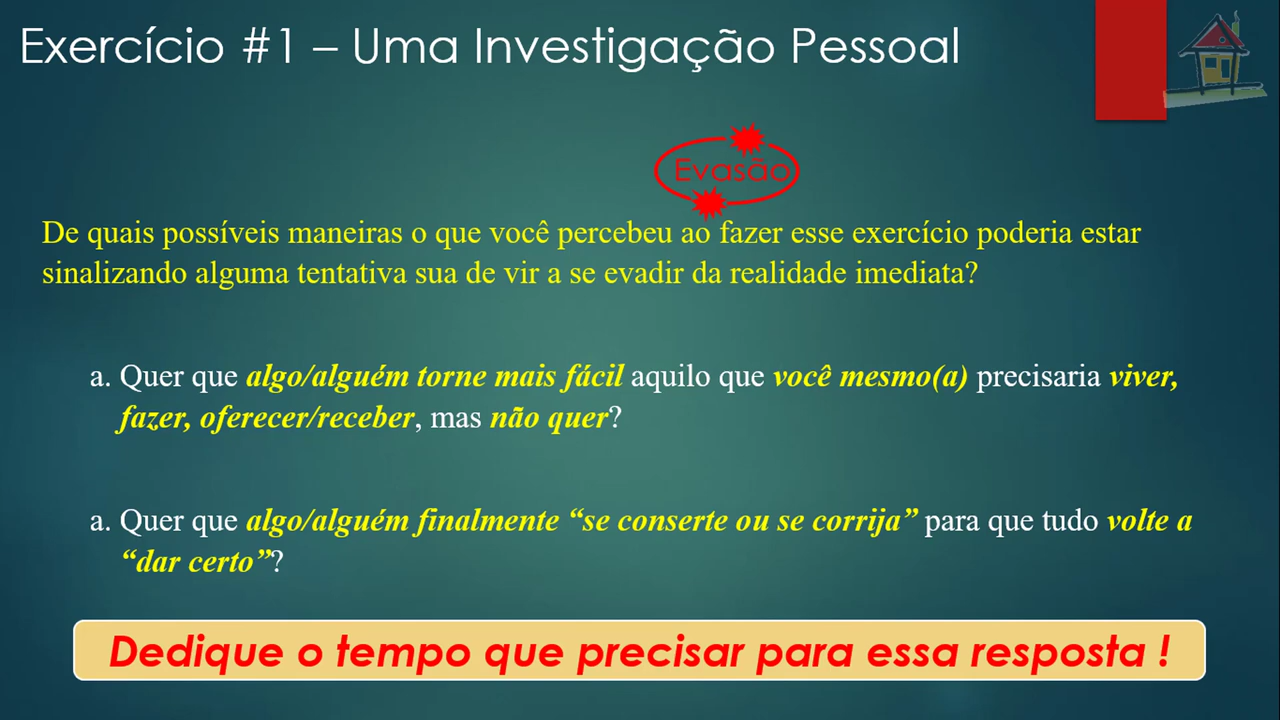 Exercício #1 – Uma Investigação Pessoal
Evasão
De quais possíveis maneiras o que você percebeu ao fazer esse exercício poderia estar
sinalizando alguma tentativa sua de vir a se evadir da realidade imediata?
a. Quer que algo/alguém torne mais fácil aquilo que você mesmo(a) precisaria viver,
fazer, oferecer/receber, mas não quer?
a. Quer que algo/alguém finalmente “se conserte ou se corrija” para que tudo volte a
“dar certo”?
Dedique o tempo que precisar para essa resposta !